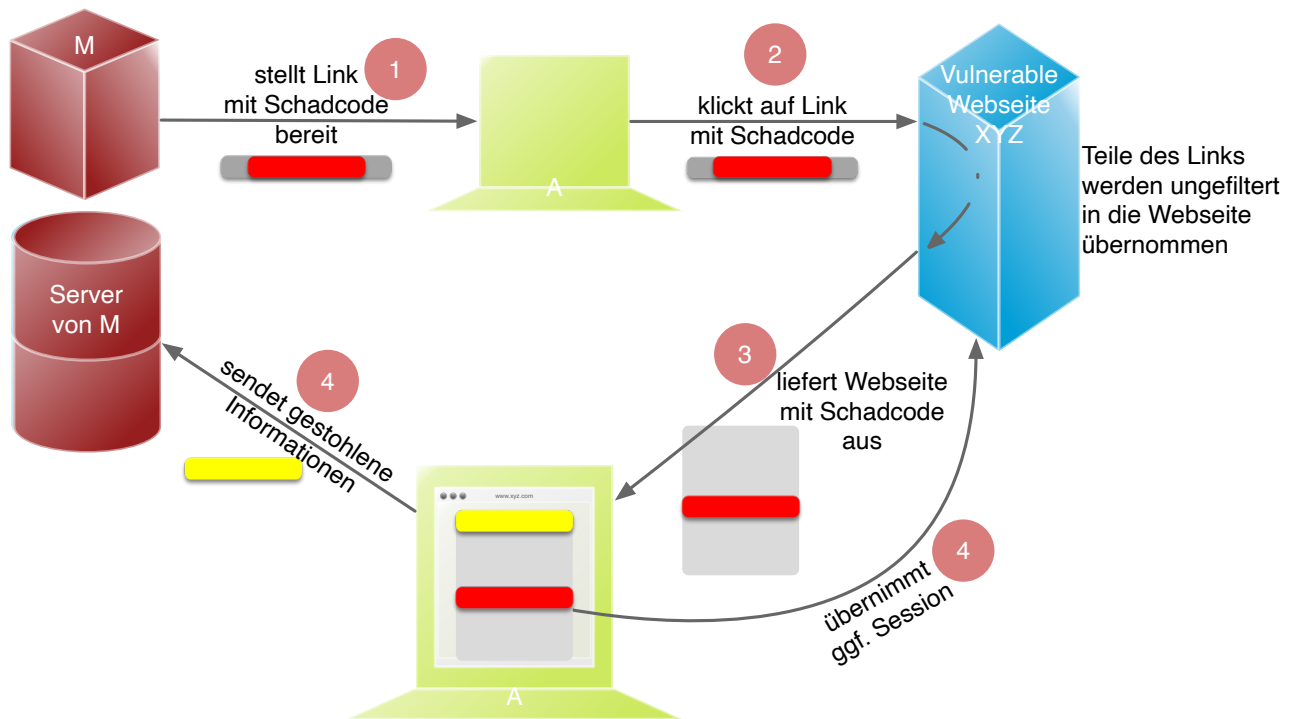 M
stellt Link
mit Schadcode
bereit
1
A
2
klickt auf Link
mit Schadcode
Vulnerable
Webseite
XYZ
Teile des Links
werden ungefiltert
in die Webseite
übernommen
Server
von M
4
sendet gestohlene
Informationen
3
liefert Webseite
mit Schadcode
aus
www.xyz.com
A
4
übernimmt
ggf. Session